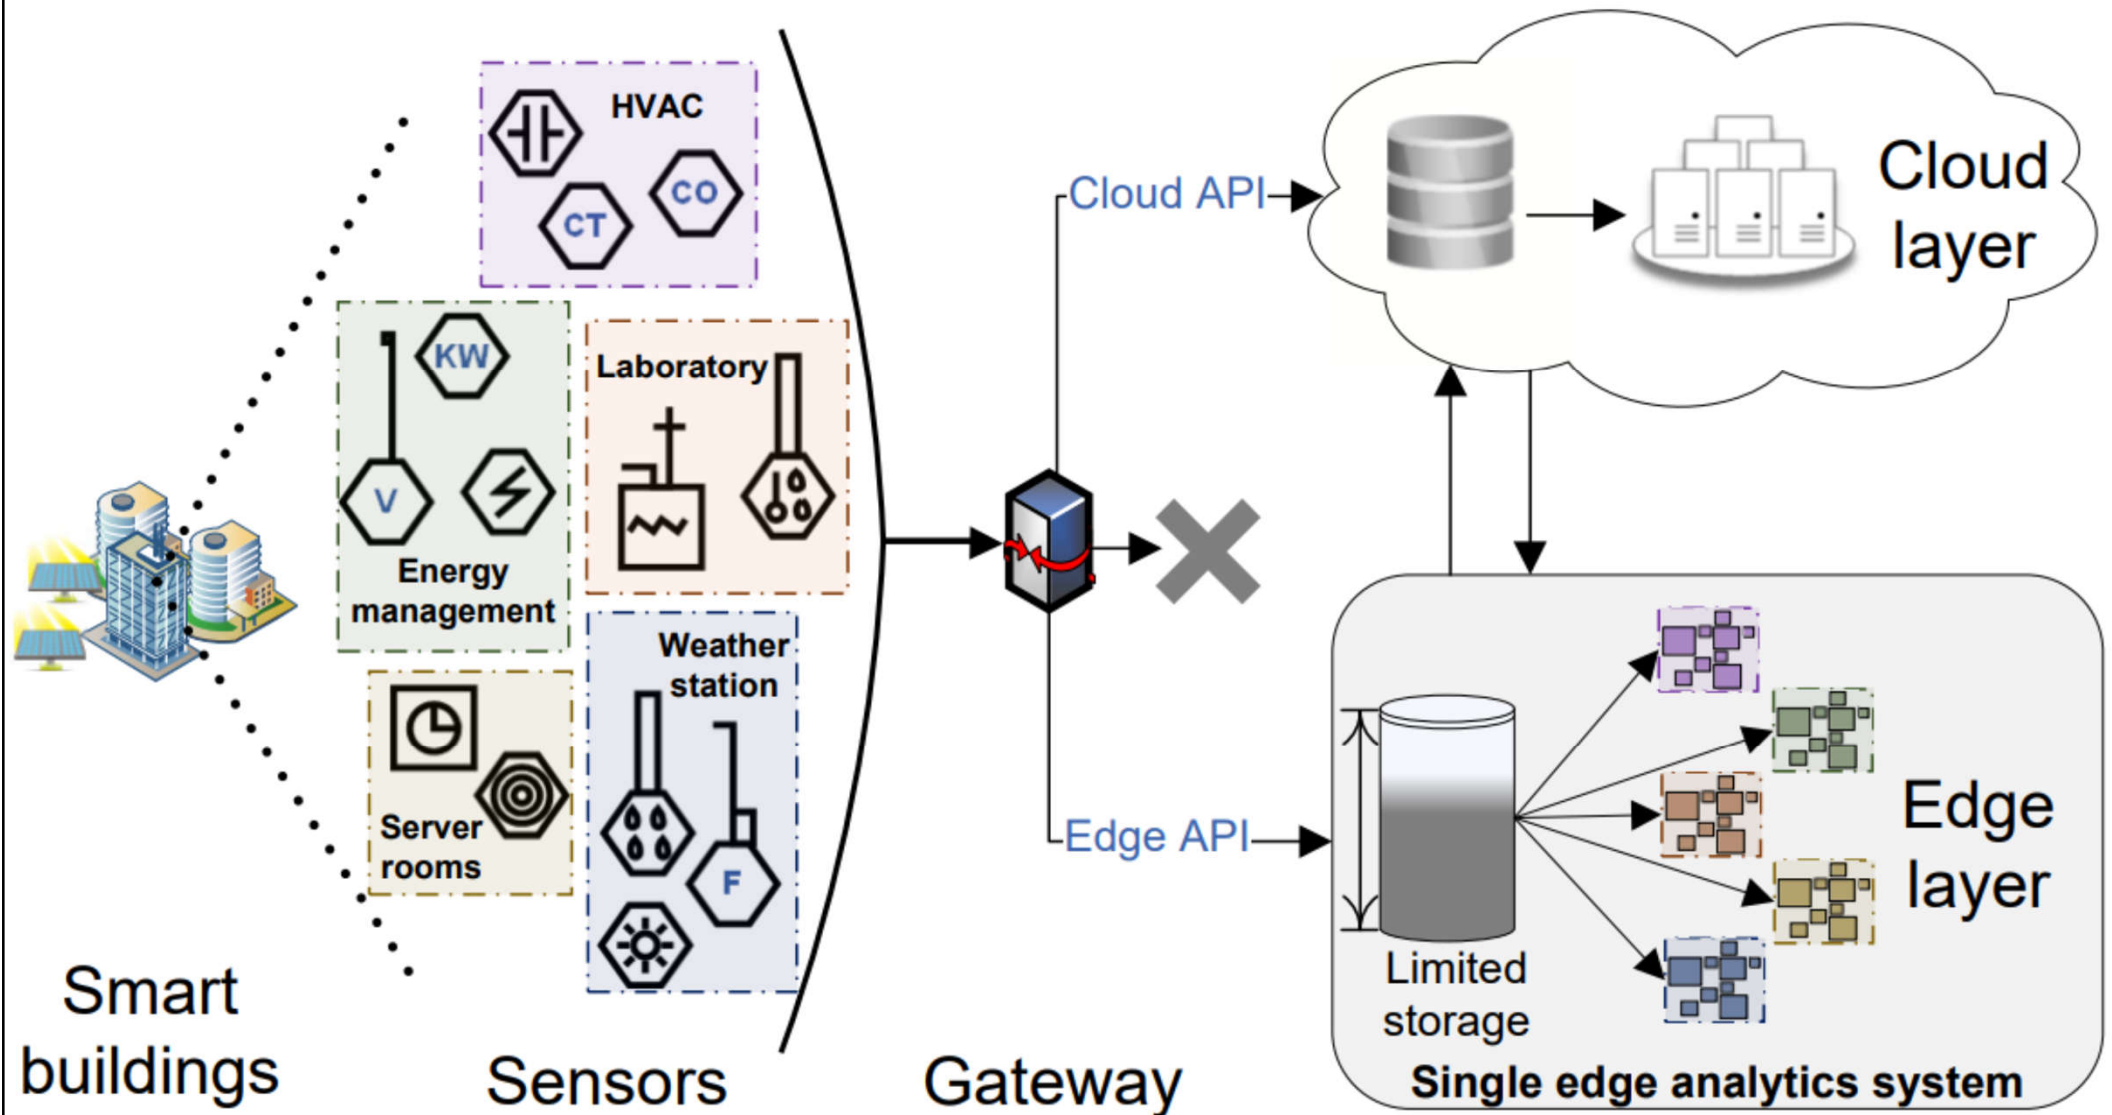 HVAC
CO
CT
KW
V
Energy
management
Laboratory
Weather
station
F
Server
rooms
Smart
buildings
Sensors
Gateway
Cloud API
Edge API
Cloud
layer
Limited
storage
Edge
layer
Single edge analytics system